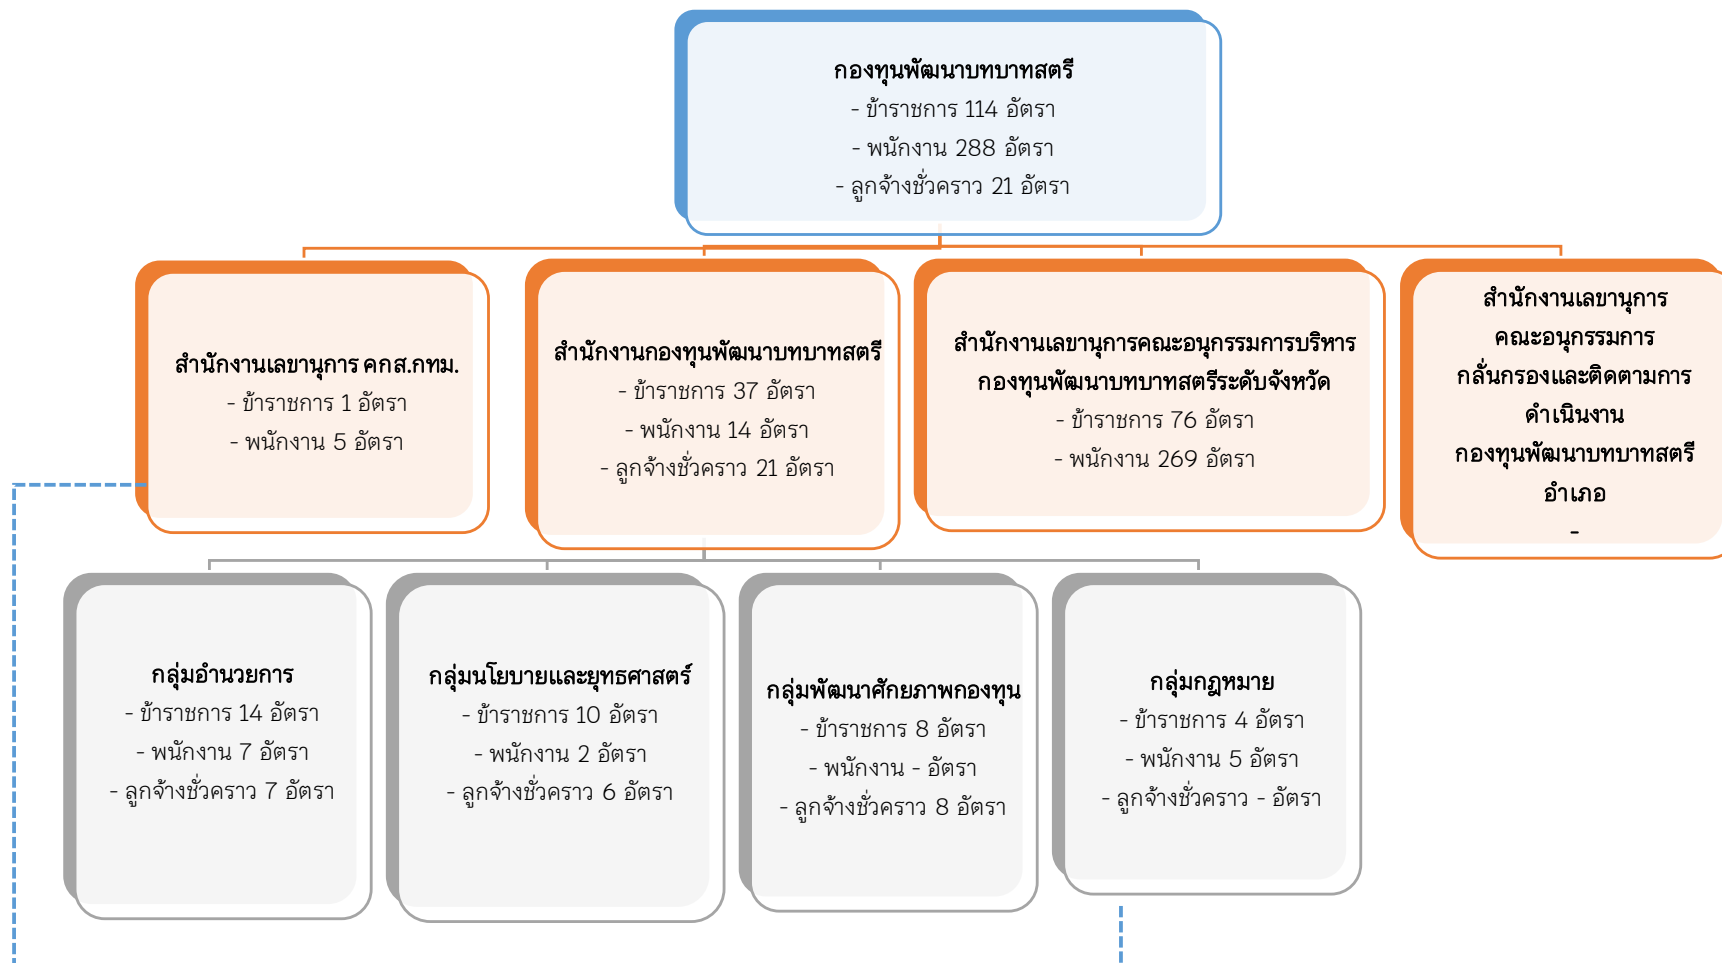 กองทุนพัฒนาบทบาทสตรี
- ข้าราชการ 114 อัตรา
- พนักงาน 288 อัตรา
- ลูกจ้างชั่วคราว 21 อัตรา
สำนักงานเลขานุการ คกส.กทม.
- ข้าราชการ 1 อัตรา
- พนักงาน 5 อัตรา
สำนักงานกองทุนพัฒนาบทบาทสตรี
- ข้าราชการ 37 อัตรา
- พนักงาน 14 อัตรา
- ลูกจ้างชั่วคราว 21 อัตรา
สำนักงานเลขานุการคณะอนุกรรมการบริหาร
กองทุนพัฒนาบทบาทสตรีระดับจังหวัด
- ข้าราชการ 76 อัตรา
- พนักงาน 269 อัตรา
สำนักงานเลขานุการ
คณะอนุกรรมการ
กลั่นกรองและติดตามการ
ดำเนินงาน
กองทุนพัฒนาบทบาทสตรี
อำเภอ
-
กลุ่มอำนวยการ
- ข้าราชการ 14 อัตรา
- พนักงาน 7 อัตรา
- ลูกจ้างชั่วคราว 7 อัตรา
กลุ่มนโยบายและยุทธศาสตร์
- ข้าราชการ 10 อัตรา
- พนักงาน 2 อัตรา
- ลูกจ้างชั่วคราว 6 อัตรา
กลุ่มพัฒนาศักยภาพกองทุน
- ข้าราชการ 8 อัตรา
- พนักงาน - อัตรา
- ลูกจ้างชั่วคราว 8 อัตรา
กลุ่มกฎหมาย
- ข้าราชการ 4 อัตรา
- พนักงาน 5 อัตรา
- ลูกจ้างชั่วคราว - อัตรา